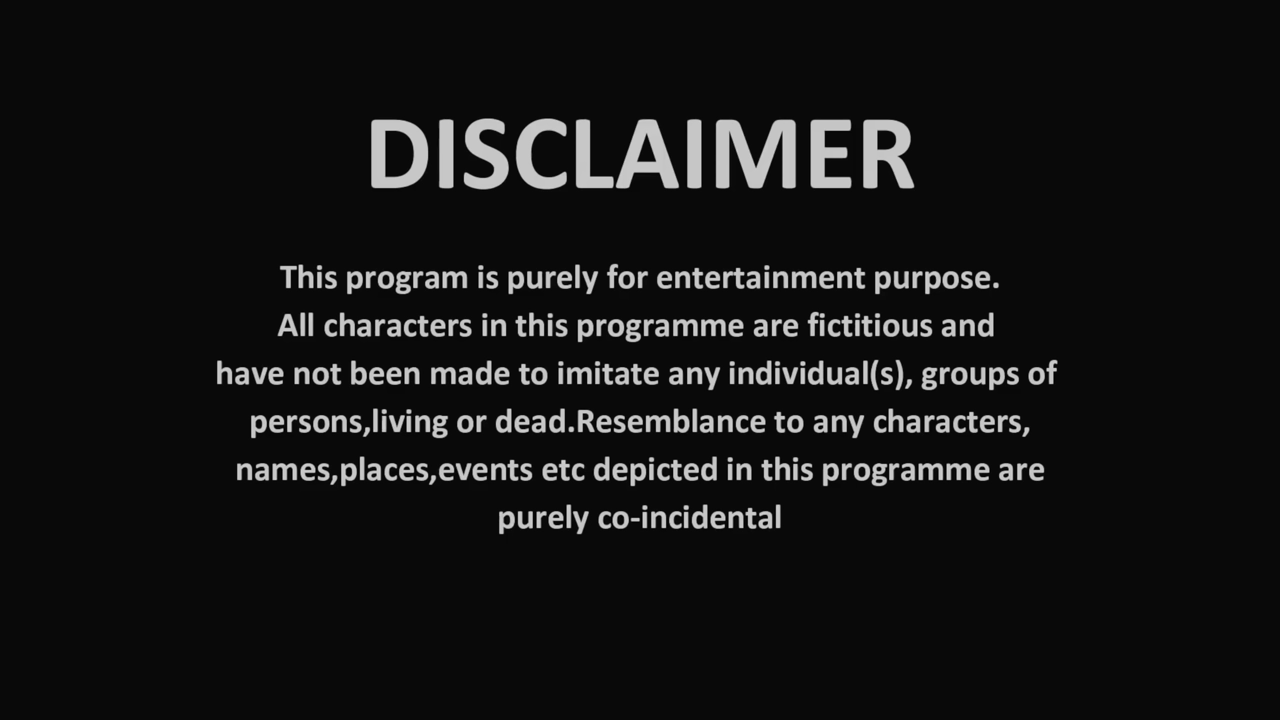 DISCLAIMER
This program is purely for entertainment purpose.
All characters in this programme are fictitious and
have not been made to imitate any individual(s), groups of
persons,living or dead.Resemblance to any characters,
names,places,events etc depicted in this programme are
purely co-incidental